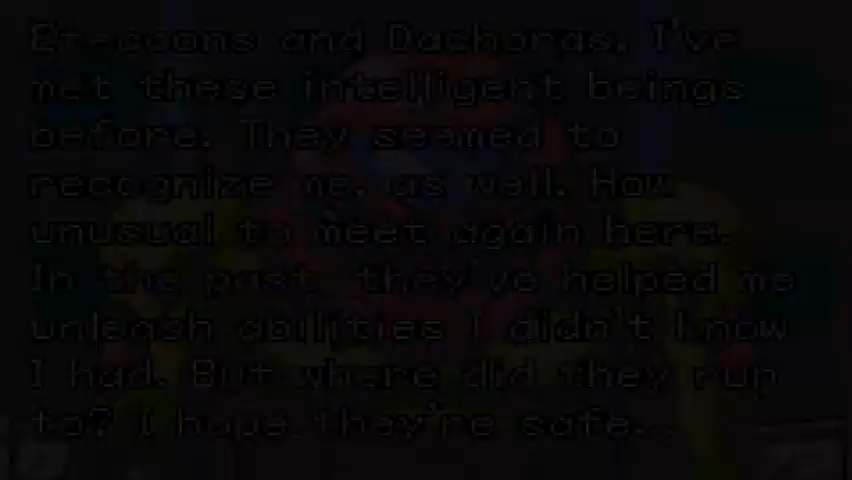 Etecoons and Dachoras. I've
met these intelligent beings
before. They seemed to
recognize me, as well. How
unusual to meet again here.
In the past, they've helped me
unleash abilities I didn't know
I had. But where did they run
to? I hope they're safe...